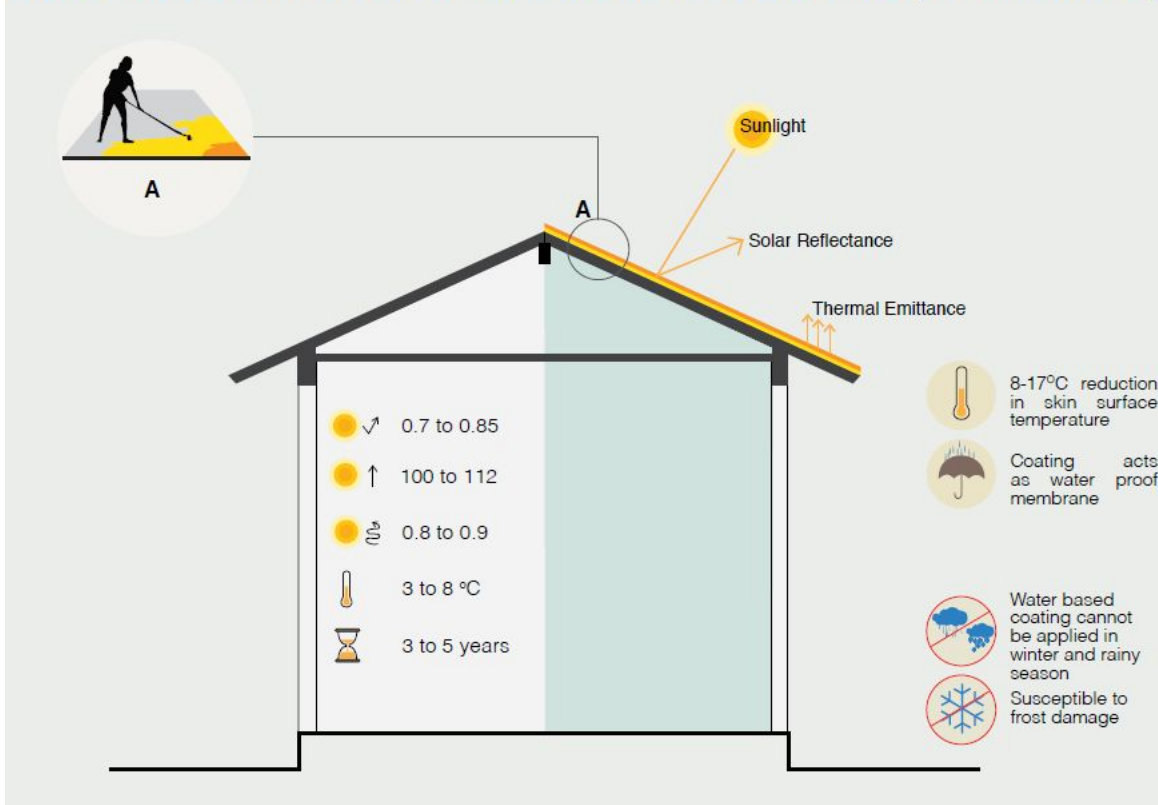 A
Sunlight
A
Solar Reflectance
Thermal Emittance
8-17⁰C reduction
in skin surface
temperature
Coating acts
as water proof
membrane
0.7 to 0.85
100 to 112
0.8 to 0.9
3 to 8 ⁰C
3 to 5 years
Water based
coating cannot
be applied in
winter and rainy
season
Susceptible to
frost damage